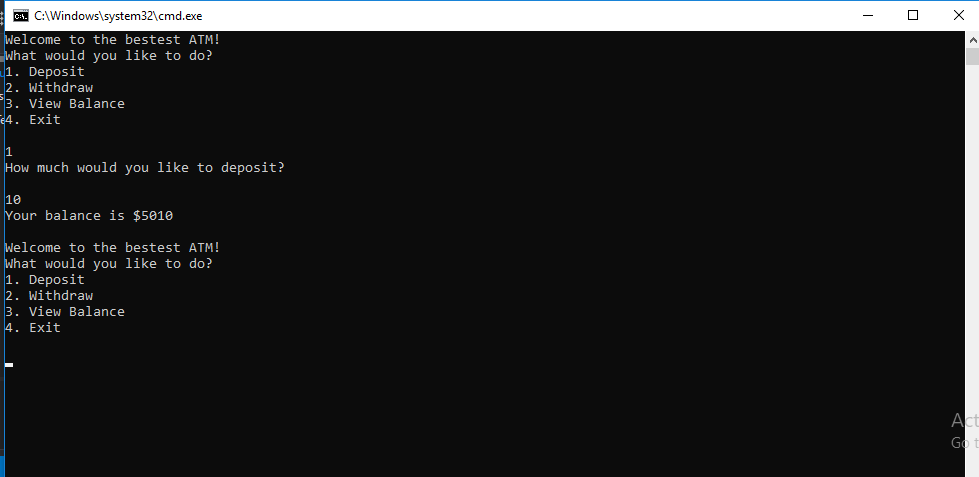 C:\Windows\system32\cmd.exe
Welcome to the bestest ATM!
What would you like to do?
1. Deposit
2. Withdraw
3. View Balance
4. Exit
1
How much would you like to deposit?
10
Your balance is $5010
Welcome to the bestest ATM!
What would you like to do?
1. Deposit
2. Withdraw
3. View Balance
4. Exit
Act
Go t